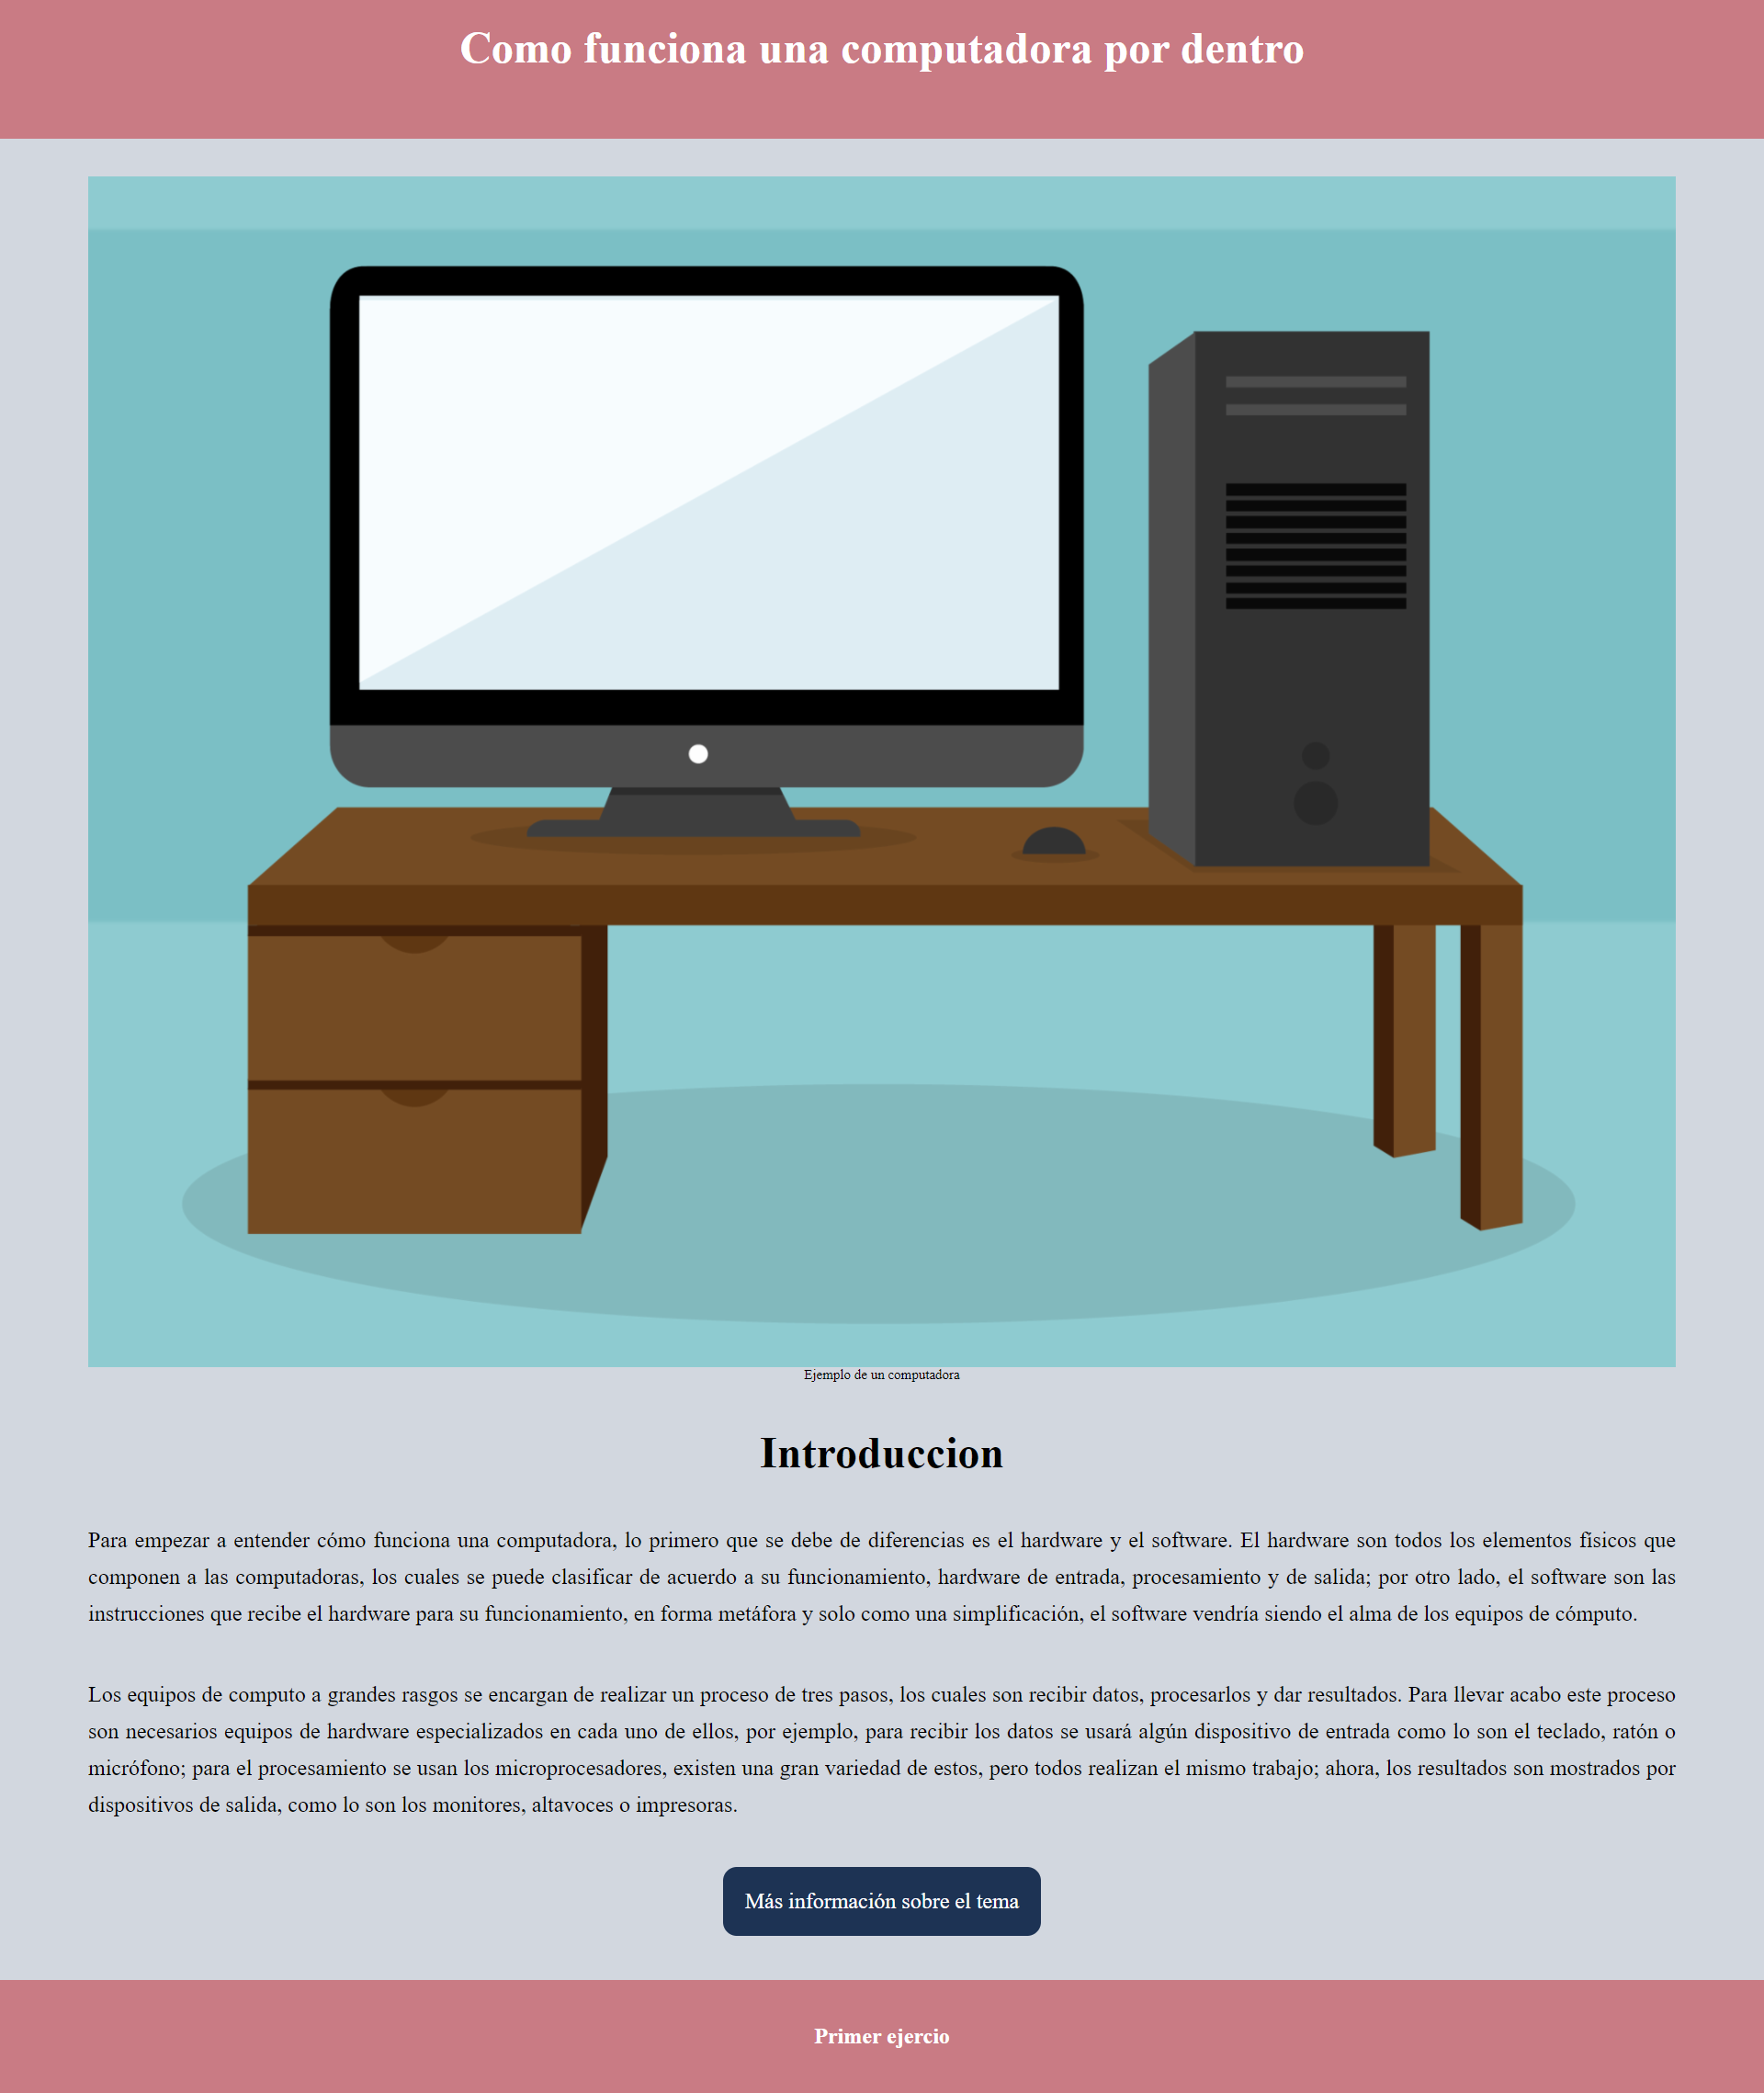 Como funciona una computadora por dentro
Ejemplo de un computadora
Introduccion
Para empezar a entender cómo funciona una computadora, lo primero que se debe de diferencias es el hardware y el software. El hardware son todos los elementos físicos que
componen a las computadoras, los cuales se puede clasificar de acuerdo a su funcionamiento, hardware de entrada, procesamiento y de salida; por otro lado, el software son las
instrucciones que recibe el hardware para su funcionamiento, en forma metáfora y solo como una simplificación, el software vendría siendo el alma de los equipos de cómputo.
Los equipos de computo a grandes rasgos se encargan de realizar un proceso de tres pasos, los cuales son recibir datos, procesarlos y dar resultados. Para llevar acabo este proceso
son necesarios equipos de hardware especializados en cada uno de ellos, por ejemplo, para recibir los datos se usará algún dispositivo de entrada como lo son el teclado, ratón o
micrófono; para el procesamiento se usan los microprocesadores, existen una gran variedad de estos, pero todos realizan el mismo trabajo; ahora, los resultados son mostrados por
dispositivos de salida, como lo son los monitores, altavoces o impresoras.
Más información sobre el tema
Primer ejercio